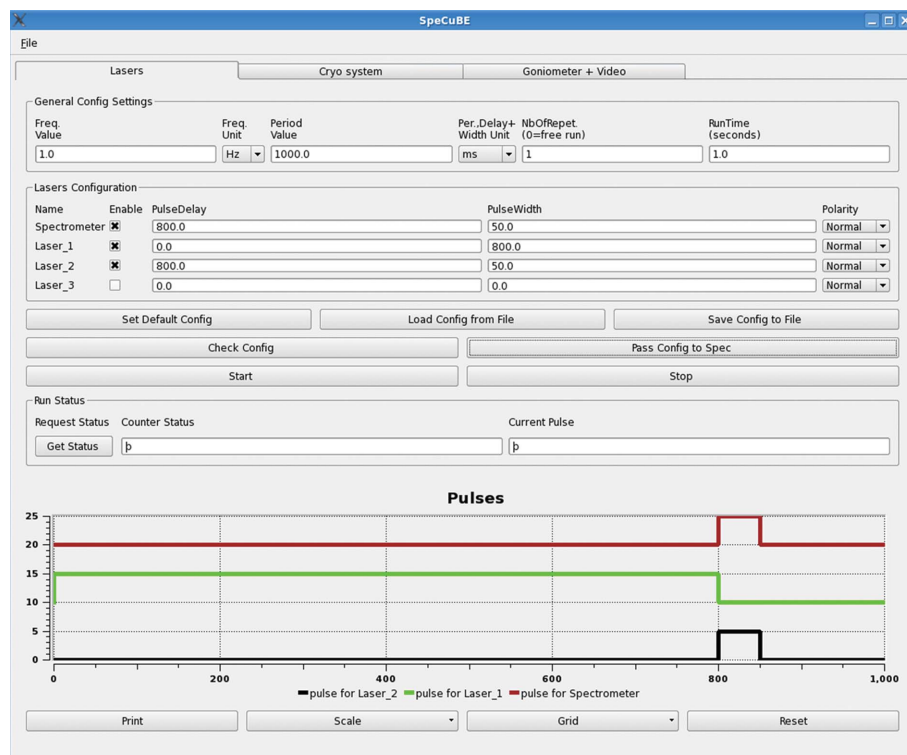 SpeCuBE
File
Lasers Cryo system Goniometer + Video
General Config Settings
Freq. Freq. Period Per.,Delay+ NbOfRepet. RunTime
Value Unit Value Width Unit (0=free run) (seconds)
1.0 Hz 1000.0 ms 1 1.0
Lasers Configuration
Name Enable PulseDelay PulseWidth Polarity
Spectrometer 800.0 50.0 Normal
Laser_1 0.0 800.0 Normal
Laser_2 800.0 50.0 Normal
Laser_3 0.0 0.0 Normal
Set Default Config Load Config from File Save Config to File
Check Config Pass Config to Spec
Start Stop
Run Status
Request Status Counter Status Current Pulse
Get Status þ þ
Pulses
25
20
15
10
5
0
0 200 400 600 800 1,000
pulse for Laser_2 pulse for Laser_1 pulse for Spectrometer
Print Scale Grid Reset